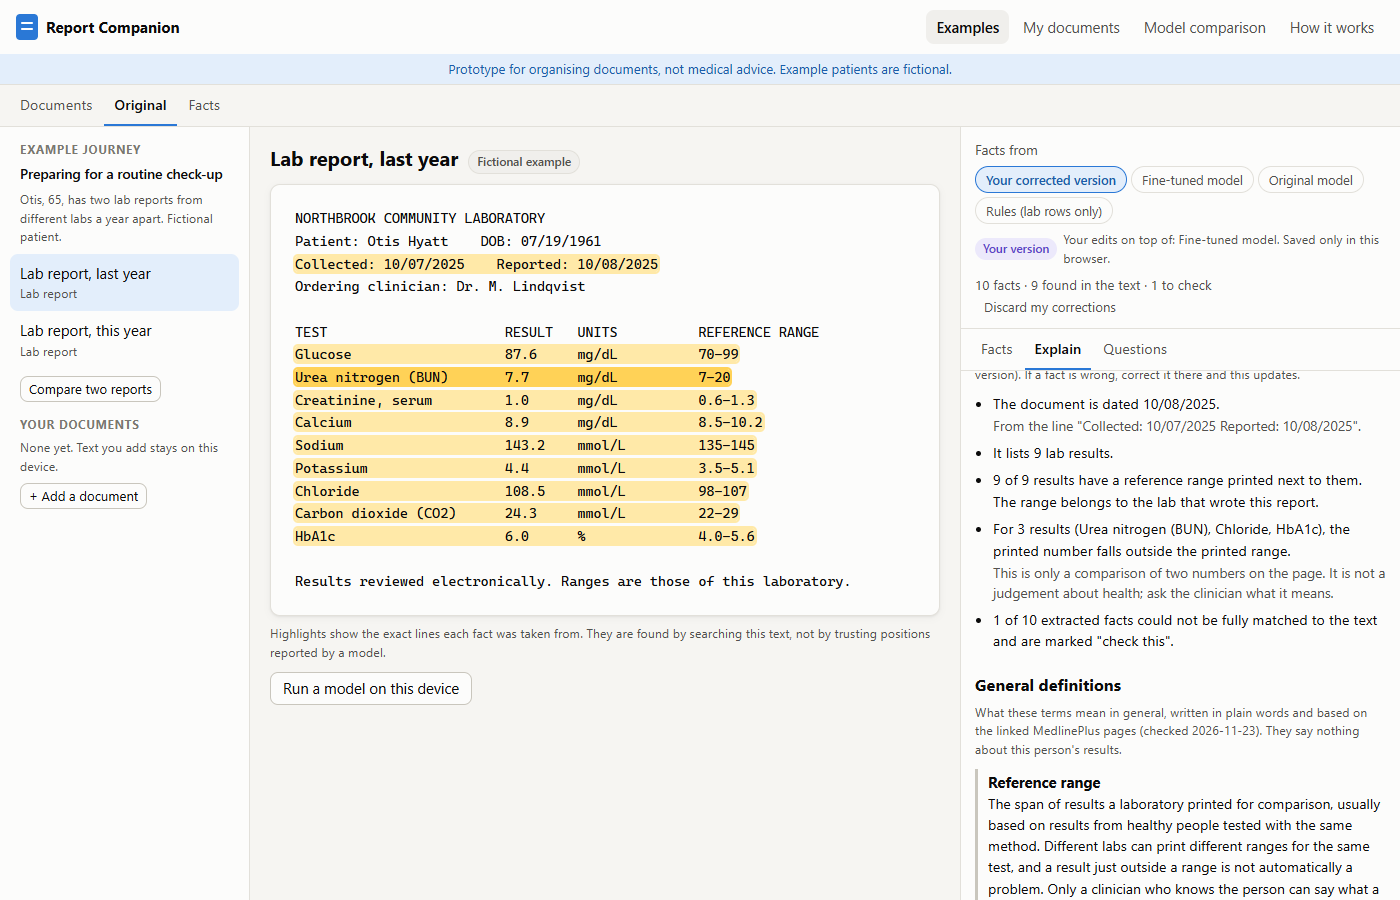 Report Companion
Examples
My documents
Model comparison
How it works
Prototype for organising documents, not medical advice. Example patients are fictional.
Documents
Original
Facts
EXAMPLE JOURNEY
Preparing for a routine check-up
Otis, 65, has two lab reports from
different labs a year apart. Fictional
patient.
Lab report, last year
Lab report
Lab report, this year
Lab report
Compare two reports
YOUR DOCUMENTS
None yet. Text you add stays on this
device.
+ Add a document
Lab report, last year
Fictional example
NORTHBROOK COMMUNITY LABORATORY
Patient: Otis Hyatt DOB: 07/19/1961
Collected: 10/07/2025 Reported: 10/08/2025
Ordering clinician: Dr. M. Lindqvist
TEST RESULT UNITS REFERENCE RANGE
Glucose 87.6 mg/dL 70–99
Urea nitrogen (BUN) 7.7 mg/dL 7–20
Creatinine, serum 1.0 mg/dL 0.6–1.3
Calcium 8.9 mg/dL 8.5–10.2
Sodium 143.2 mmol/L 135–145
Potassium 4.4 mmol/L 3.5–5.1
Chloride 108.5 mmol/L 98–107
Carbon dioxide (CO2) 24.3 mmol/L 22–29
HbA1c 6.0 % 4.0–5.6
Results reviewed electronically. Ranges are those of this laboratory.
Highlights show the exact lines each fact was taken from. They are found by searching this text, not by trusting positions
reported by a model.
Run a model on this device
Facts from
Your corrected version
Fine-tuned model
Original model
Rules (lab rows only)
Your version
Your edits on top of: Fine-tuned model. Saved only in this
browser.
10 facts · 9 found in the text · 1 to check
Discard my corrections
Facts
Explain
Questions
version). If a fact is wrong, correct it there and this updates.
• The document is dated 10/08/2025.
From the line "Collected: 10/07/2025 Reported: 10/08/2025".
• It lists 9 lab results.
• 9 of 9 results have a reference range printed next to them.
The range belongs to the lab that wrote this report.
• For 3 results (Urea nitrogen (BUN), Chloride, HbA1c), the
printed number falls outside the printed range.
This is only a comparison of two numbers on the page. It is not a
judgement about health; ask the clinician what it means.
• 1 of 10 extracted facts could not be fully matched to the text
and are marked "check this".
General definitions
What these terms mean in general, written in plain words and based on
the linked MedlinePlus pages (checked 2026-11-23). They say nothing
about this person's results.
Reference range
The span of results a laboratory printed for comparison, usually
based on results from healthy people tested with the same
method. Different labs can print different ranges for the same
test, and a result just outside a range is not automatically a
problem. Only a clinician who knows the person can say what a